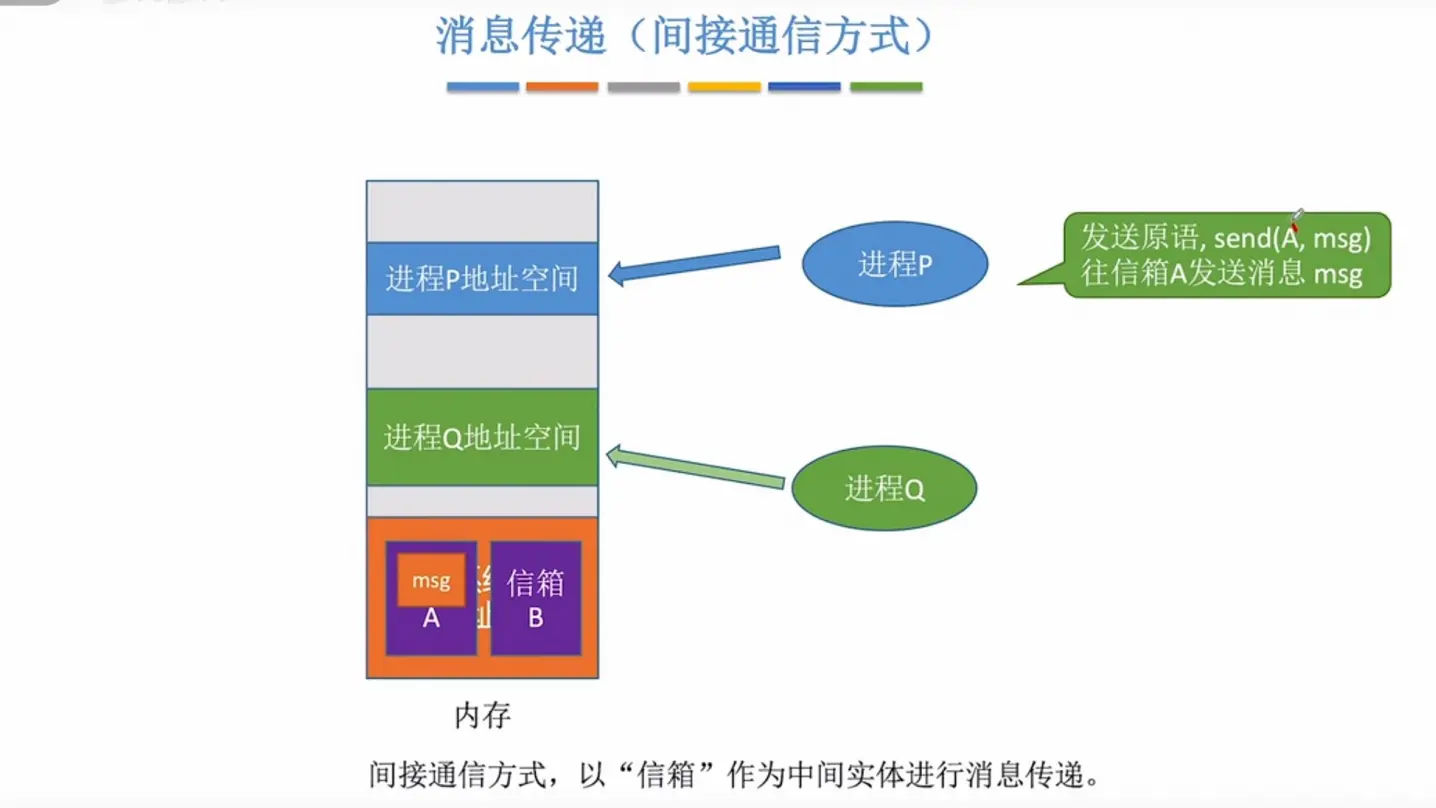 消息传递（间接通信方式）
进程P地址空间
进程P
发送原语, send(A, msg)
往信箱A发送消息 msg
进程Q地址空间
进程Q
msg
A
信箱
B
内存
间接通信方式，以“信箱”作为中间实体进行消息传递。